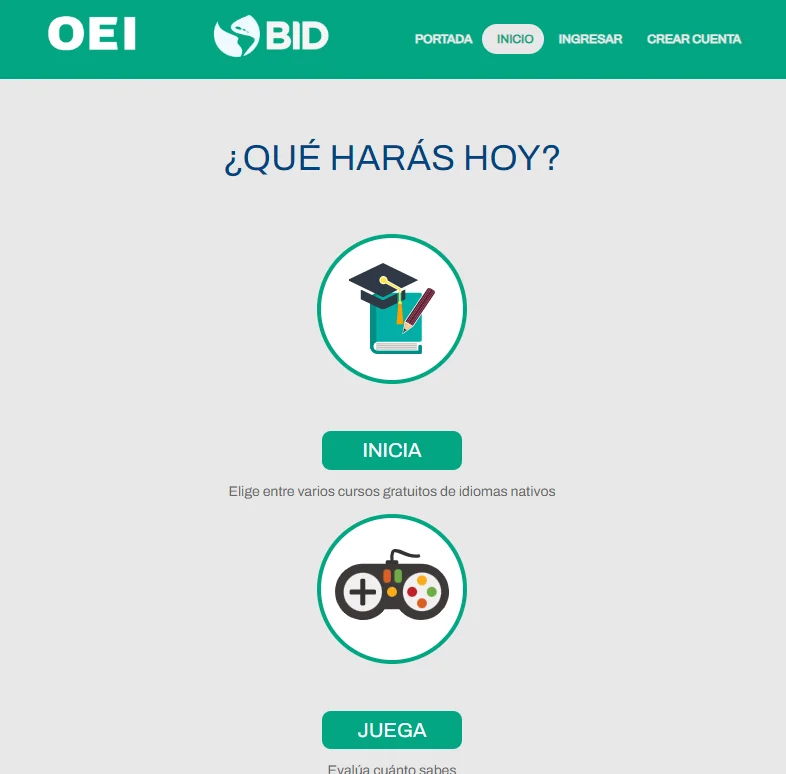 OEI
BID
PORTADA
INICIO
INGRESAR
CREAR CUENTA
¿QUÉ HARÁS HOY?
INICIA
Elige entre varios cursos gratuitos de idiomas nativos
JUEGA
Evalúa cuánto sabes